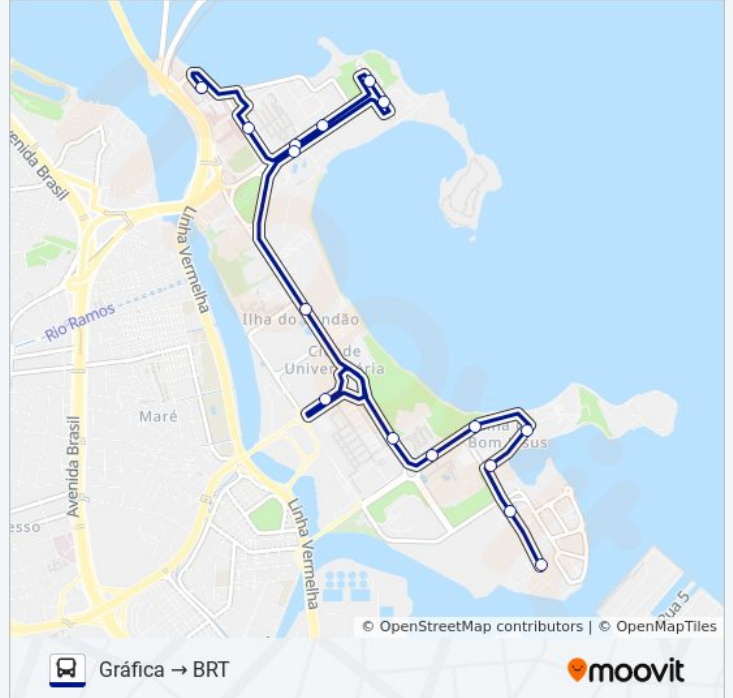 Avenida Brasil
Linha Vermelha
Rio Ramos
Ilha do Fundão
Cidade
Universitária
Maré
Avenida Brasil
Bom Jesus
esso
Linha Vermelha
Rua 5
© OpenStreetMap contributors | © OpenMapTiles
Gráfica → BRT
moovit